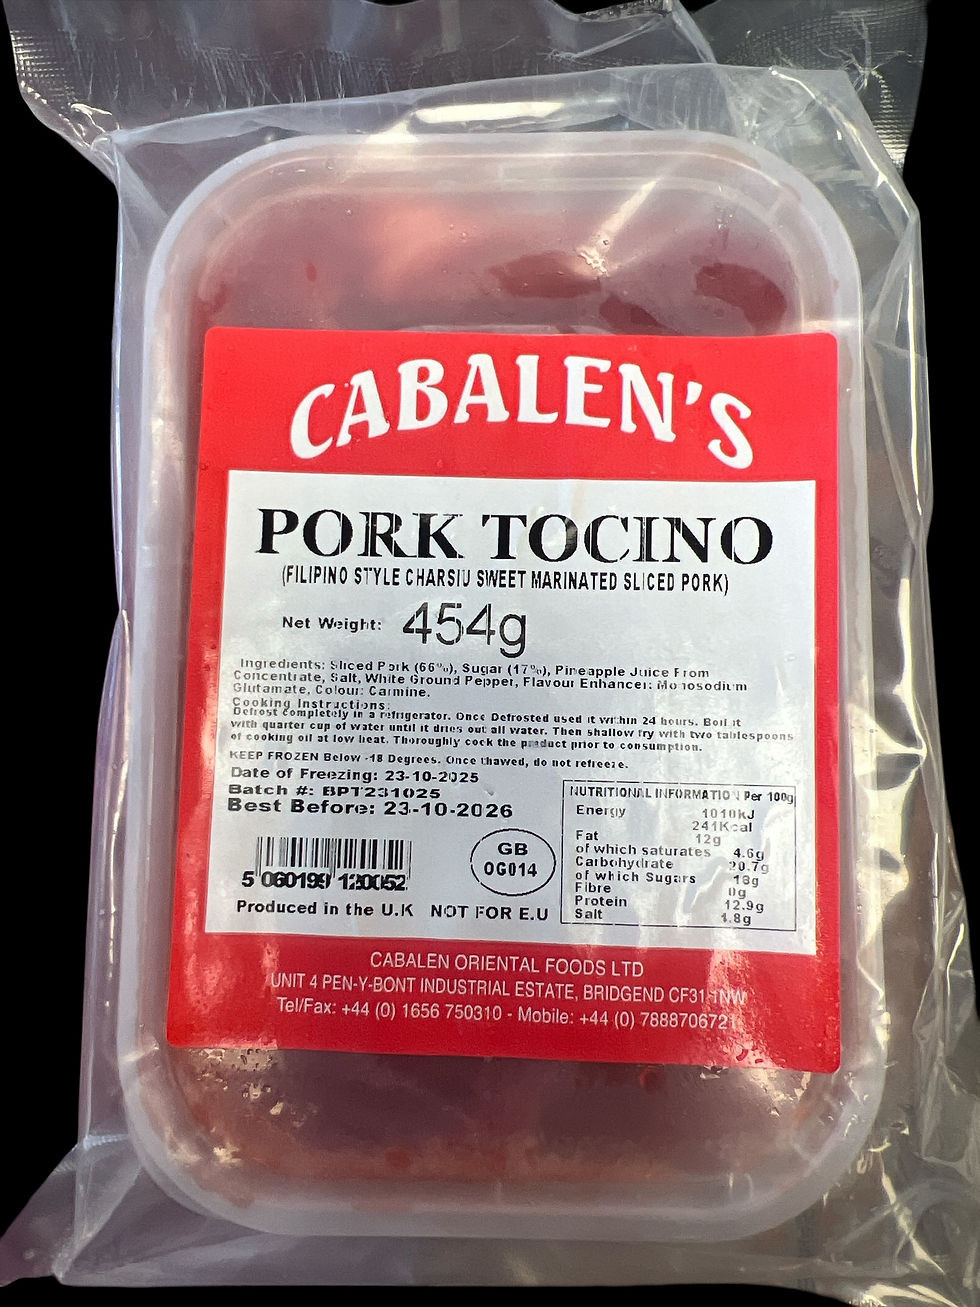 CABALEN'S
PORK TOCINO
(FILIPINO STYLE CHARSIU SWEET MARINATED SLICED PORK)
Net Weight: 454g
Ingredients: Sliced Pork (66%), Sugar (17%), Pineapple Juice From
Concentrate, Salt, White Ground Pepper, Flavour Enhancer: Monosodium
Glutamate, Colour: Carmine.
Cooking Instructions:
Defrost completely in a refrigerator. Once Defrosted used it within 24 hours. Boil it
with quarter cup of water until it dries out all water. Then shallow fry with two tablespoons
of cooking oil at low heat. Thoroughly cook the product prior to consumption.
KEEP FROZEN Below -18 Degrees. Once thawed, do not refreeze.
Date of Freezing: 23-10-2025
Batch #: BPT231025
Best Before: 23-10-2026
5 060199 120052
GB
OG014
Produced in the U.K NOT FOR E.U
NUTRITIONAL INFORMATION Per 100g
Energy 1010kJ
241Kcal
Fat 12g
of which saturates 4.6g
Carbohydrate 20.7g
of which Sugars 18g
Fibre 0g
Protein 12.9g
Salt 1.8g
CABALEN ORIENTAL FOODS LTD
UNIT 4 PEN-Y-BONT INDUSTRIAL ESTATE, BRIDGEND CF31 1NW
Tel/Fax: +44 (0) 1656 750310 - Mobile: +44 (0) 7888706721